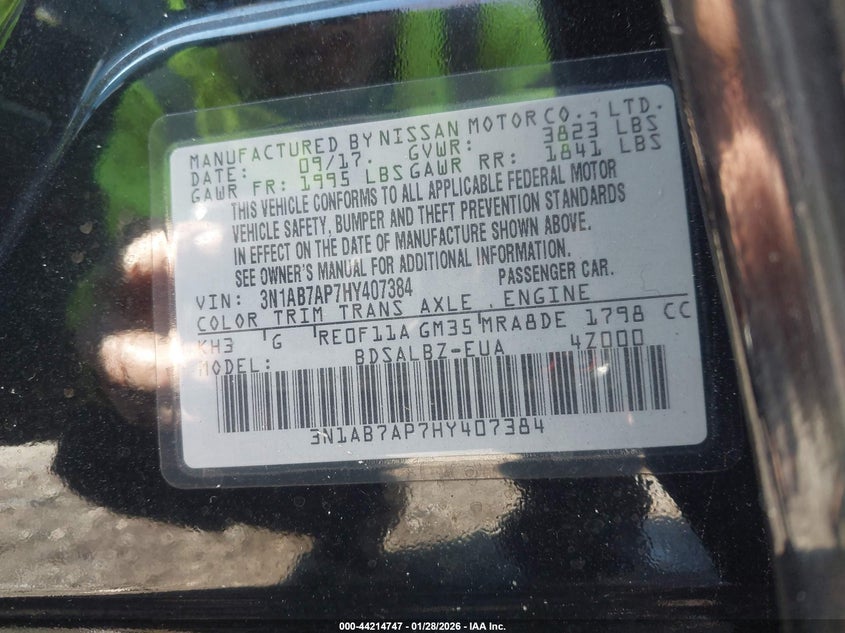 MANUFACTURED BY NISSAN MOTOR CO., LTD.
DATE: 09/17. GVWR: 3823 LBS
GAWR FR: 1995 LBS GAWR RR: 1841 LBS
THIS VEHICLE CONFORMS TO ALL APPLICABLE FEDERAL MOTOR
VEHICLE SAFETY, BUMPER AND THEFT PREVENTION STANDARDS
IN EFFECT ON THE DATE OF MANUFACTURE SHOWN ABOVE.
SEE OWNER'S MANUAL FOR ADDITIONAL INFORMATION.
VIN: 3N1AB7AP7HY407384 PASSENGER CAR.
COLOR TRIM TRANS AXLE . ENGINE
KH3 G RE0F11A GM35 MRA8DE 1798 CC
MODEL: BDSALBZ-EUA 4Z000
3N1AB7AP7HY407384
000-44214747 - 01/28/2026 - IAA Inc.